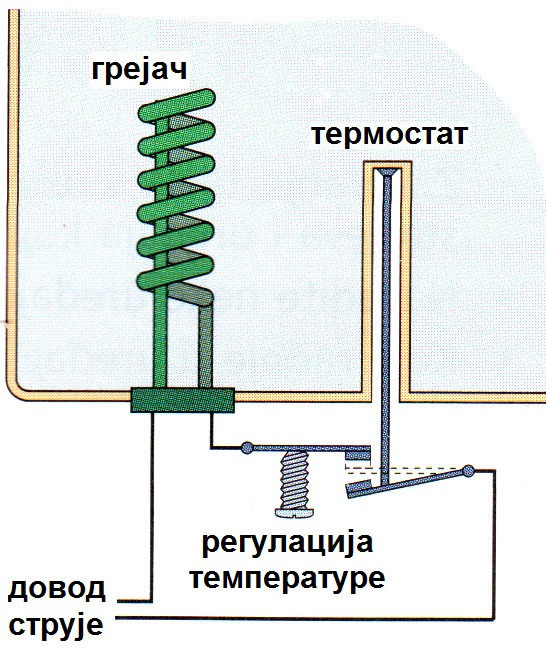 грејач
термостат
регулација
температуре
довод
струје